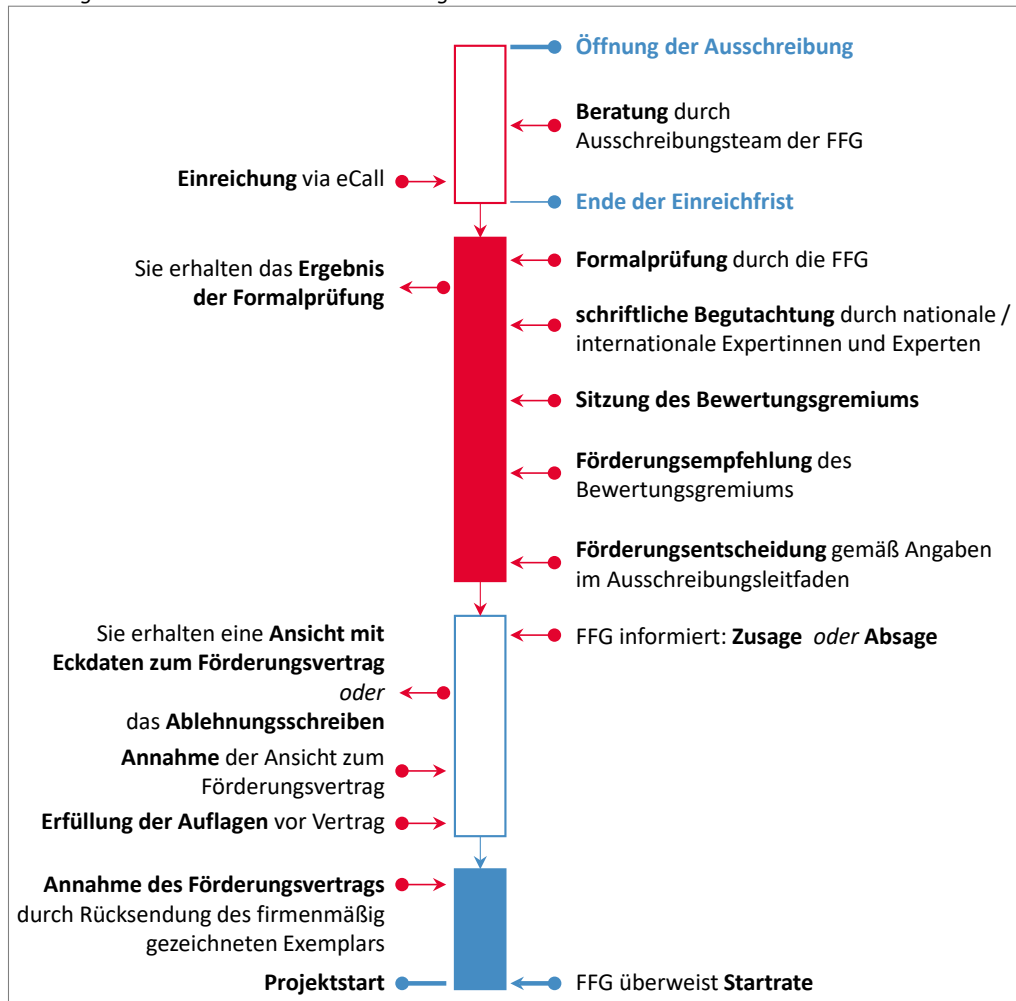 Öffnung der Ausschreibung
Beratung durch
Ausschreibungsteam der FFG
Einreichung via eCall
Ende der Einreichfrist
Formalprüfung durch die FFG
Sie erhalten das Ergebnis
der Formalprüfung
schriftliche Begutachtung durch nationale /
internationale Expertinnen und Experten
Sitzung des Bewertungsgremiums
Förderungsempfehlung des
Bewertungsgremiums
Förderungsentscheidung gemäß Angaben
im Ausschreibungsleitfaden
FFG informiert: Zusage oder Absage
Sie erhalten eine Ansicht mit
Eckdaten zum Förderungsvertrag
oder
das Ablehnungsschreiben
Annahme der Ansicht zum
Förderungsvertrag
Erfüllung der Auflagen vor Vertrag
Annahme des Förderungsvertrags
durch Rücksendung des firmenmäßig
gezeichneten Exemplars
Projektstart
FFG überweist Startrate